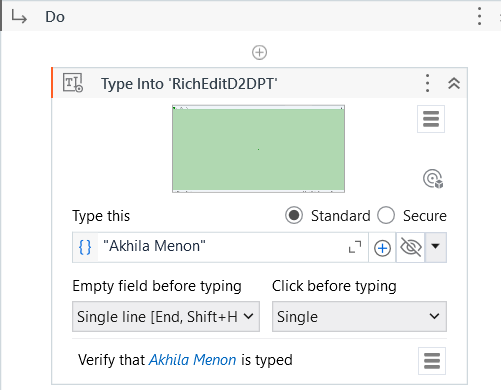 Do
Type Into 'RichEditD2DPT'
Type this
Standard
Secure
"Akhila Menon"
Empty field before typing
Click before typing
Single line [End, Shift+H
Single
Verify that Akhila Menon is typed